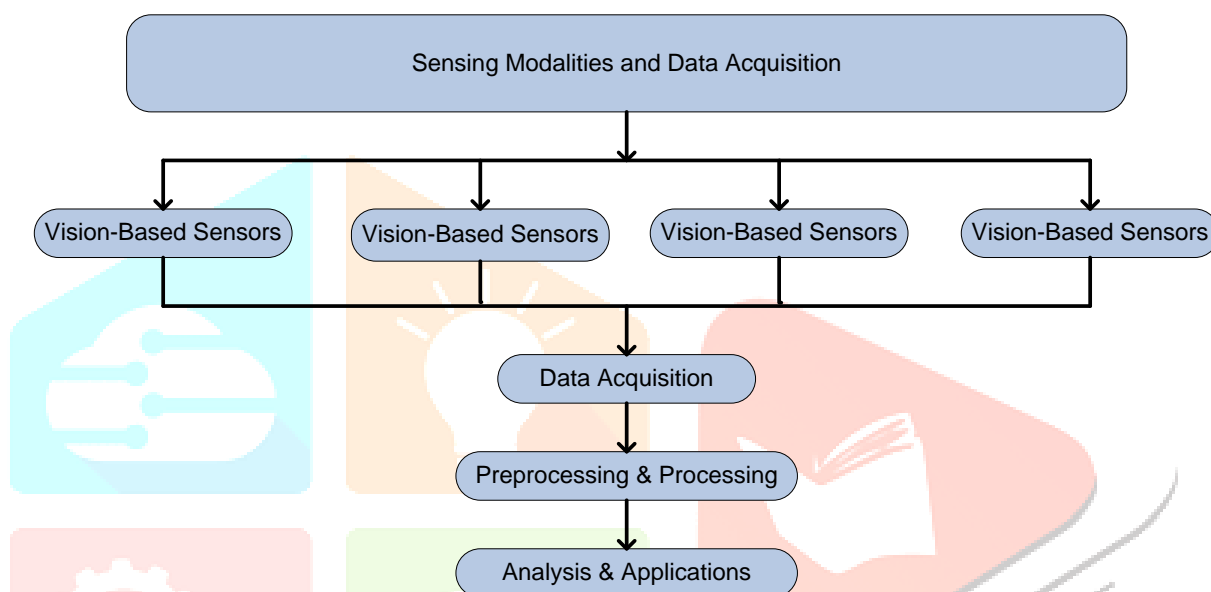 Sensing Modalities and Data Acquisition
Vision-Based Sensors
Vision-Based Sensors
Vision-Based Sensors
Vision-Based Sensors
Data Acquisition
Preprocessing & Processing
Analysis & Applications